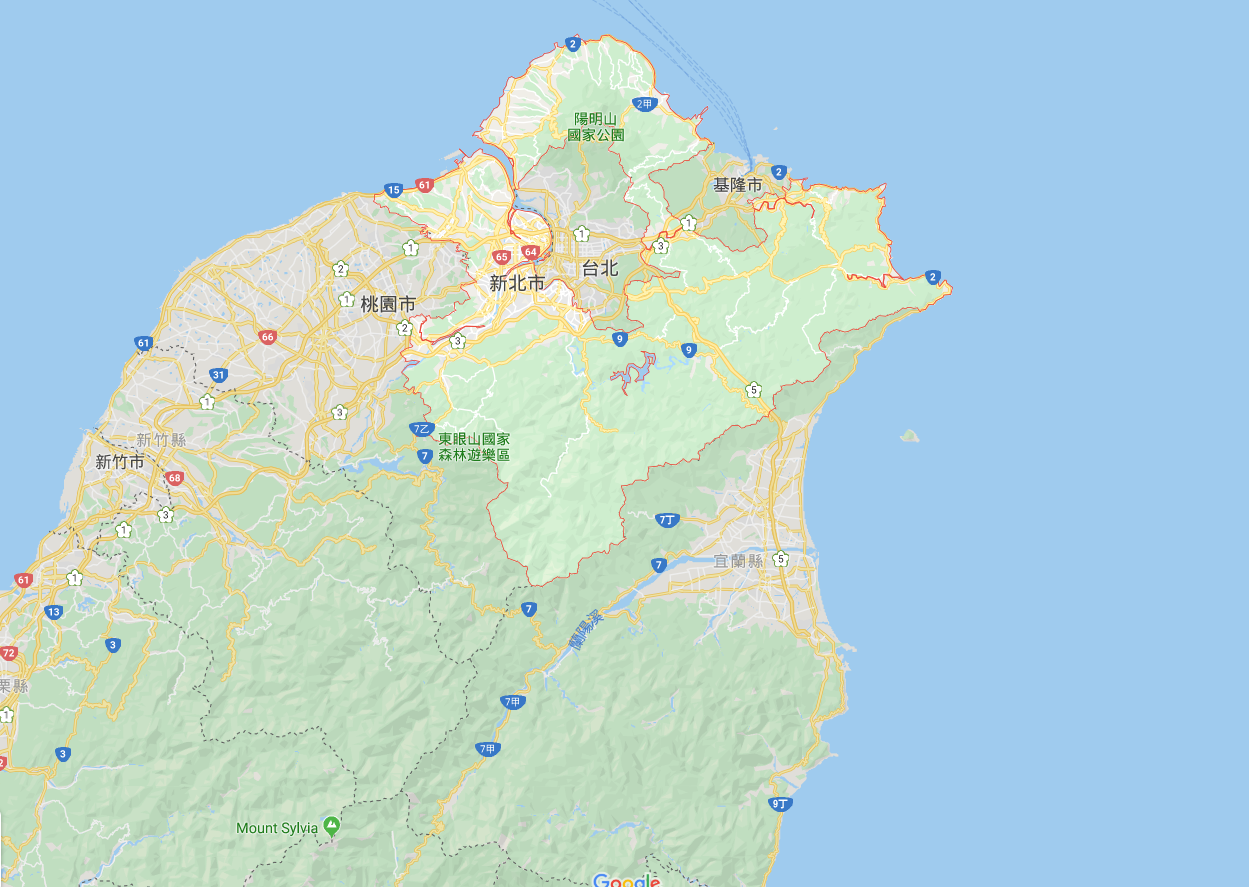 2
2甲
陽明山
國家公園
2
基隆市
61
15
1
1
3
1
65
64
台北
2
2
新北市
1
桃園市
2
66
3
9
9
61
31
5
1
3
7乙
東眼山國家
森林遊樂區
新竹縣
7
新竹市
68
3
7丁
1
宜蘭縣
5
7
61
1
7
13
蘭陽溪
3
72
栗縣
7甲
1
7甲
3
2
9丁
Mount Sylvia
Google